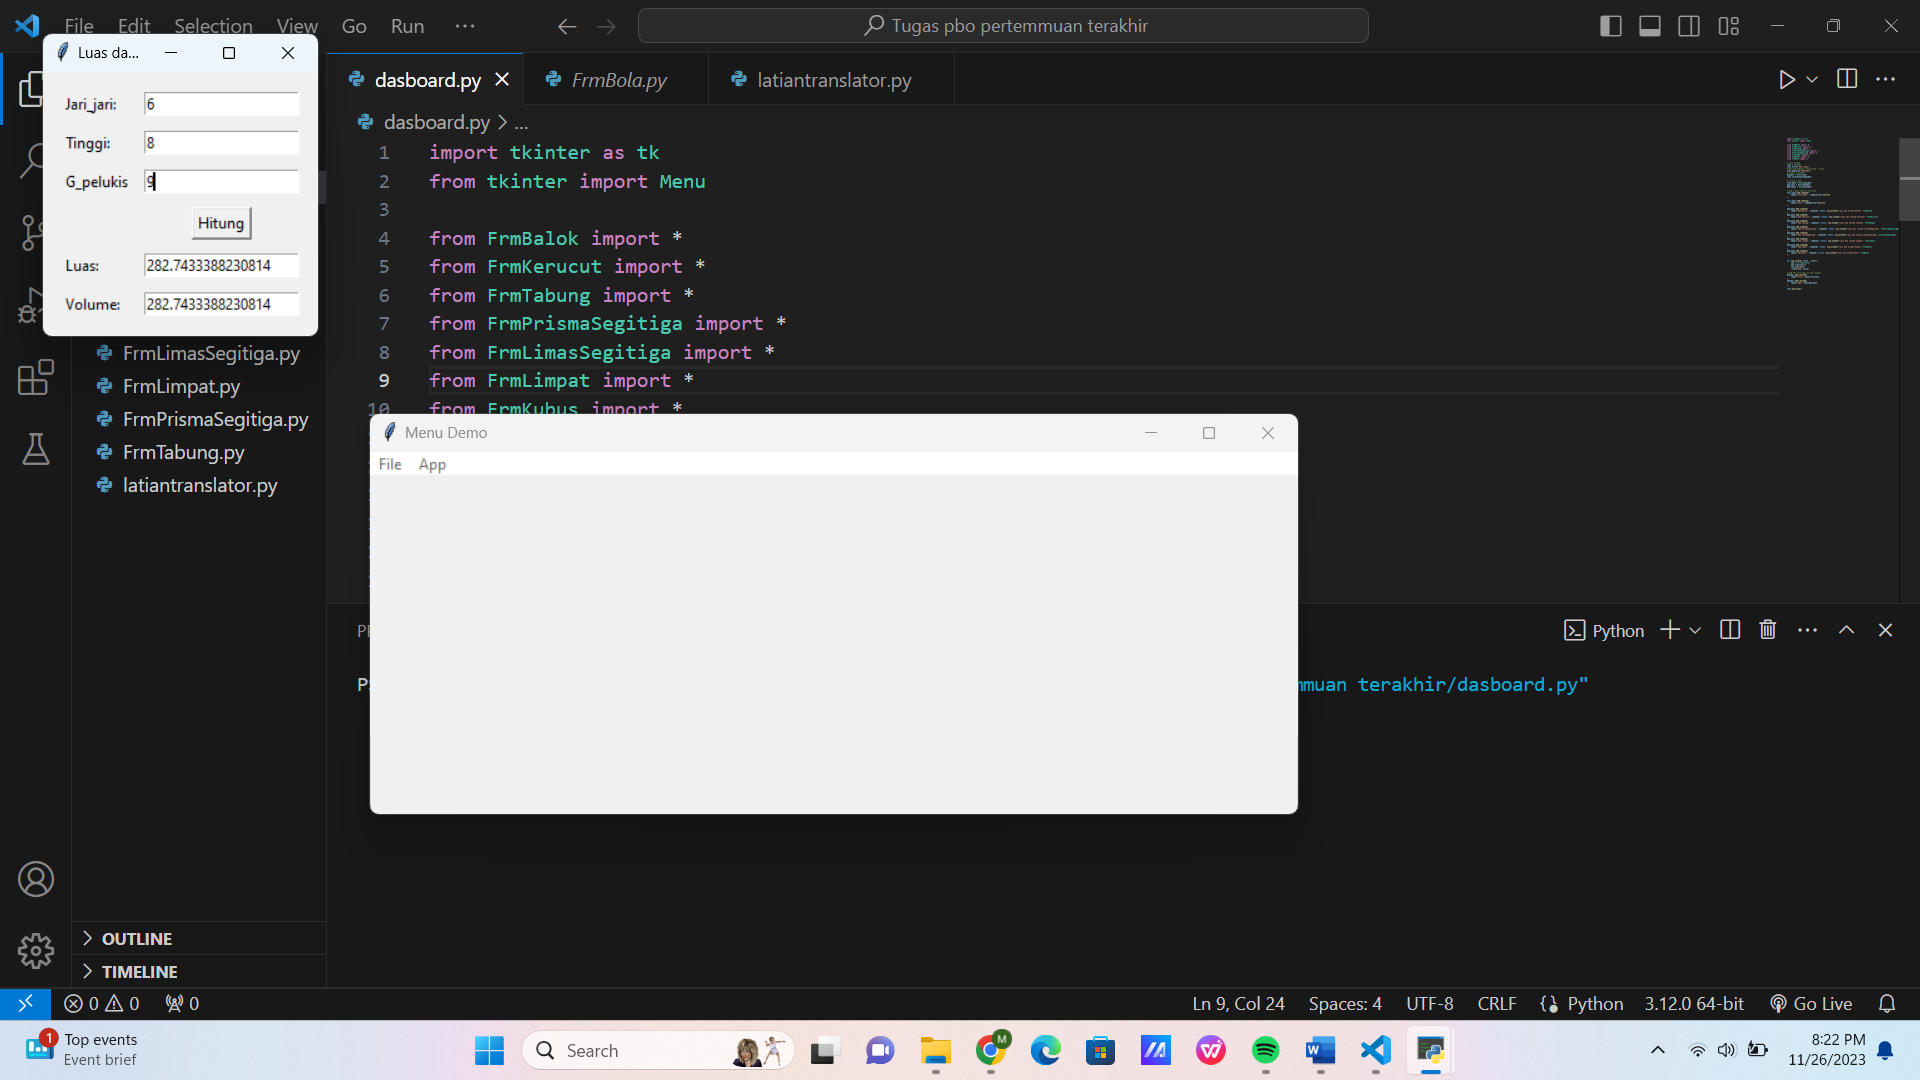 File Edit Selection View Go Run ...
Tugas pbo pertemmuan terakhir
Luas da...
Jari_jari: 6
Tinggi: 8
G_pelukis 9
Hitung
Luas: 282.7433388230814
Volume: 282.7433388230814
dasboard.py FrmBola.py latiantranslator.py
dasboard.py > ...
1 import tkinter as tk
2 from tkinter import Menu
3
4 from FrmBalok import *
5 from FrmKerucut import *
6 from FrmTabung import *
7 from FrmPrismaSegitiga import *
8 from FrmLimasSegitiga import *
9 from FrmLimpat import *
10 from FrmKubus import *
FrmLimasSegitiga.py
FrmLimpat.py
FrmPrismaSegitiga.py
FrmTabung.py
latiantranslator.py
Menu Demo
File App
Python
terakhir/dasboard.py"
OUTLINE
TIMELINE
0 0 0
Ln 9, Col 24 Spaces: 4 UTF-8 CRLF Python 3.12.0 64-bit Go Live
1 Top events
Event brief
Search
M
8:22 PM
11/26/2023